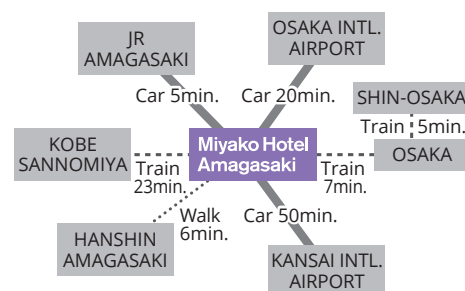 JR
AMAGASAKI
OSAKA INTL.
AIRPORT
Car 5min.
Car 20min.
SHIN-OSAKA
Train 5min.
KOBE
SANNOMIYA
Miyako Hotel
Amagasaki
OSAKA
Train
23min.
Train
7min.
Walk
6min.
Car 50min.
HANSHIN
AMAGASAKI
KANSAI INTL.
AIRPORT